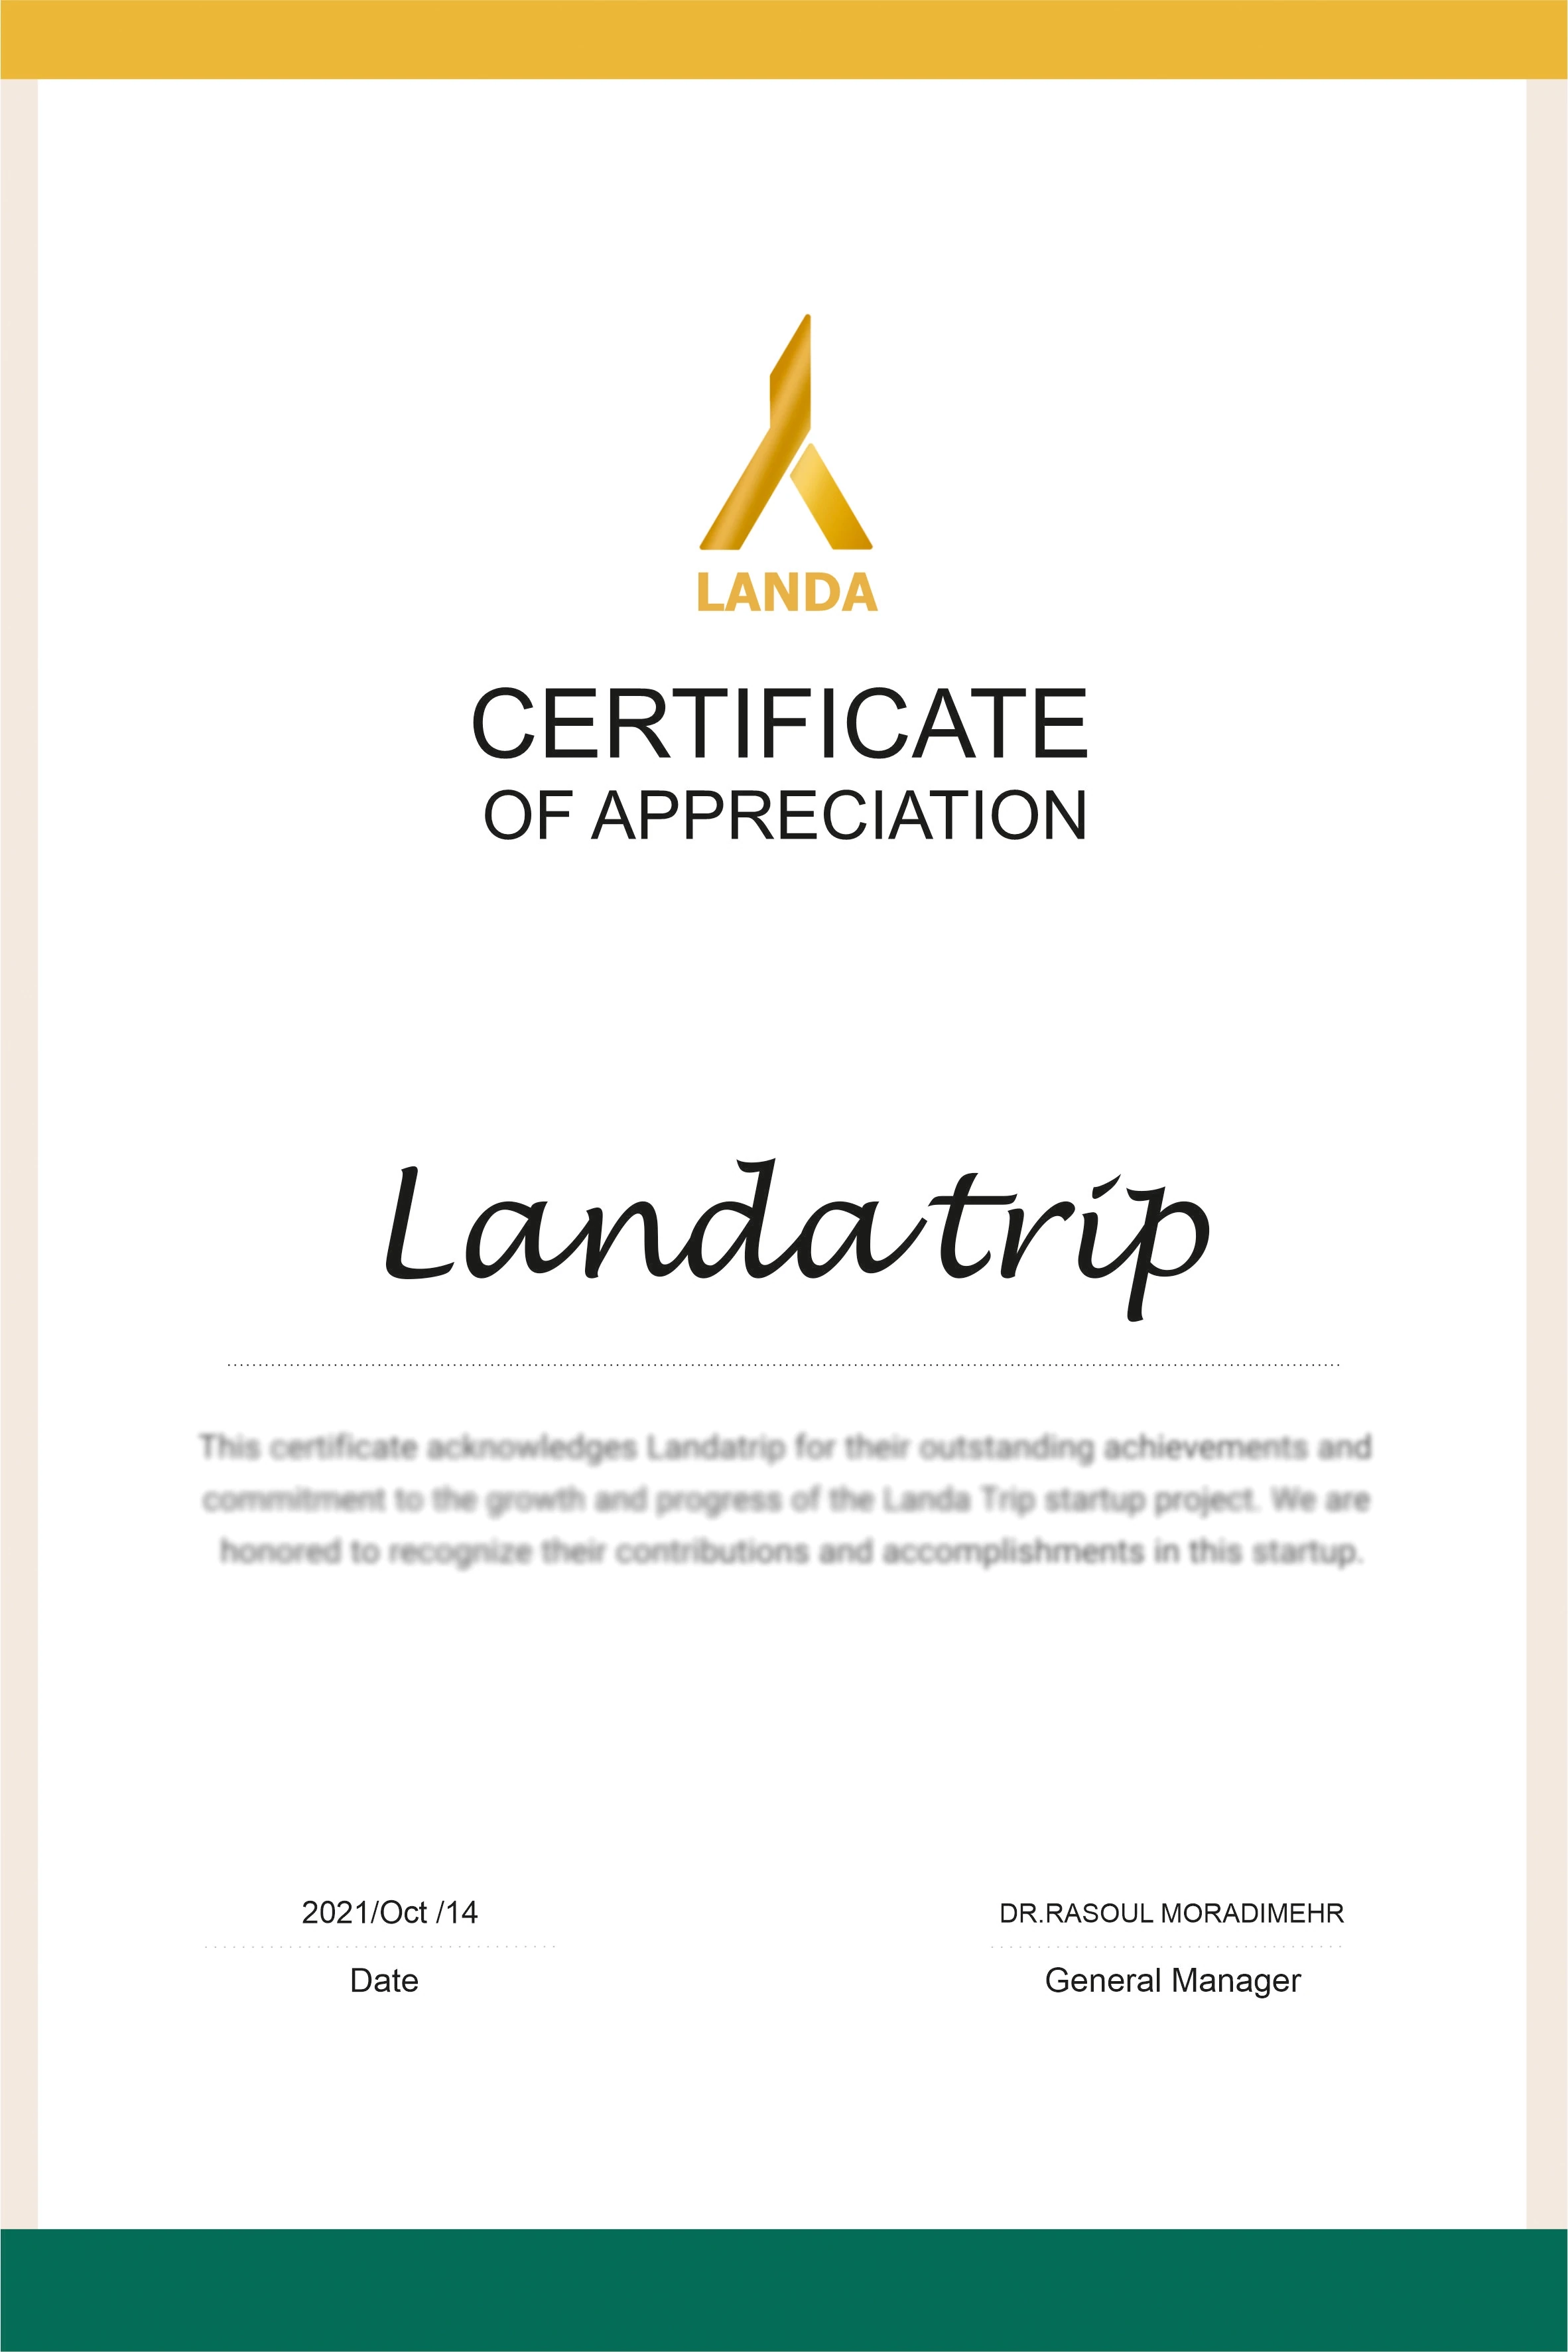 LANDA
CERTIFICATE
OF APPRECIATION
Landa trip
This certificate acknowledges Landatrip for their outstanding achievements and
commitment to the growth and progress of the Landa Trip startup project. We are
honored to recognize their contributions and accomplishments in this startup.
2021/Oct /14
DR.RASOUL MORADIMEHR
Date
General Manager